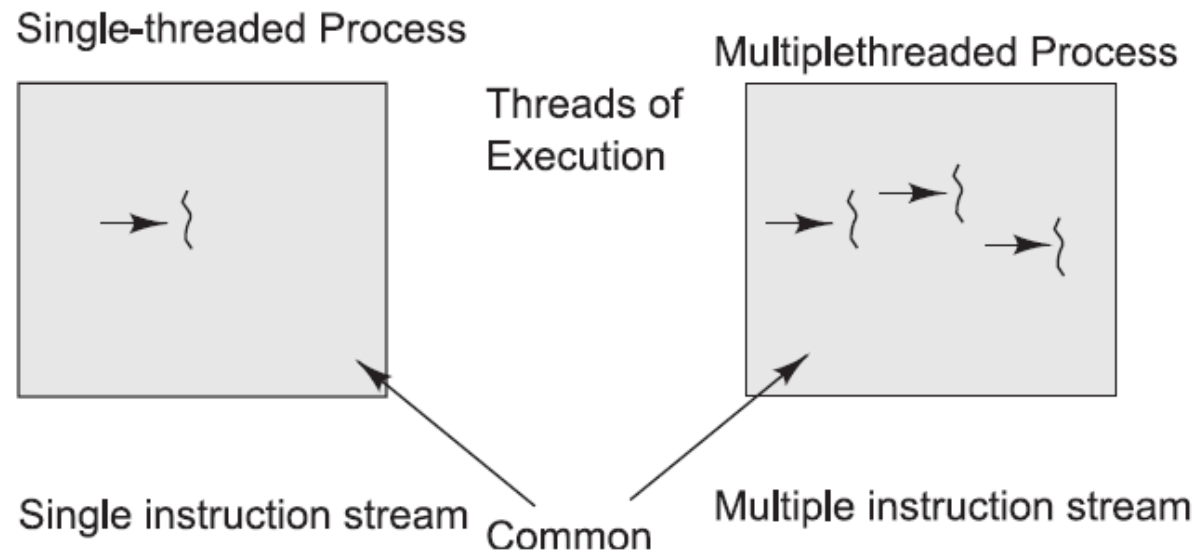 Single-threaded Process
Multiplethreaded Process
Threads of
Execution
Single instruction stream
Common
Multiple instruction stream